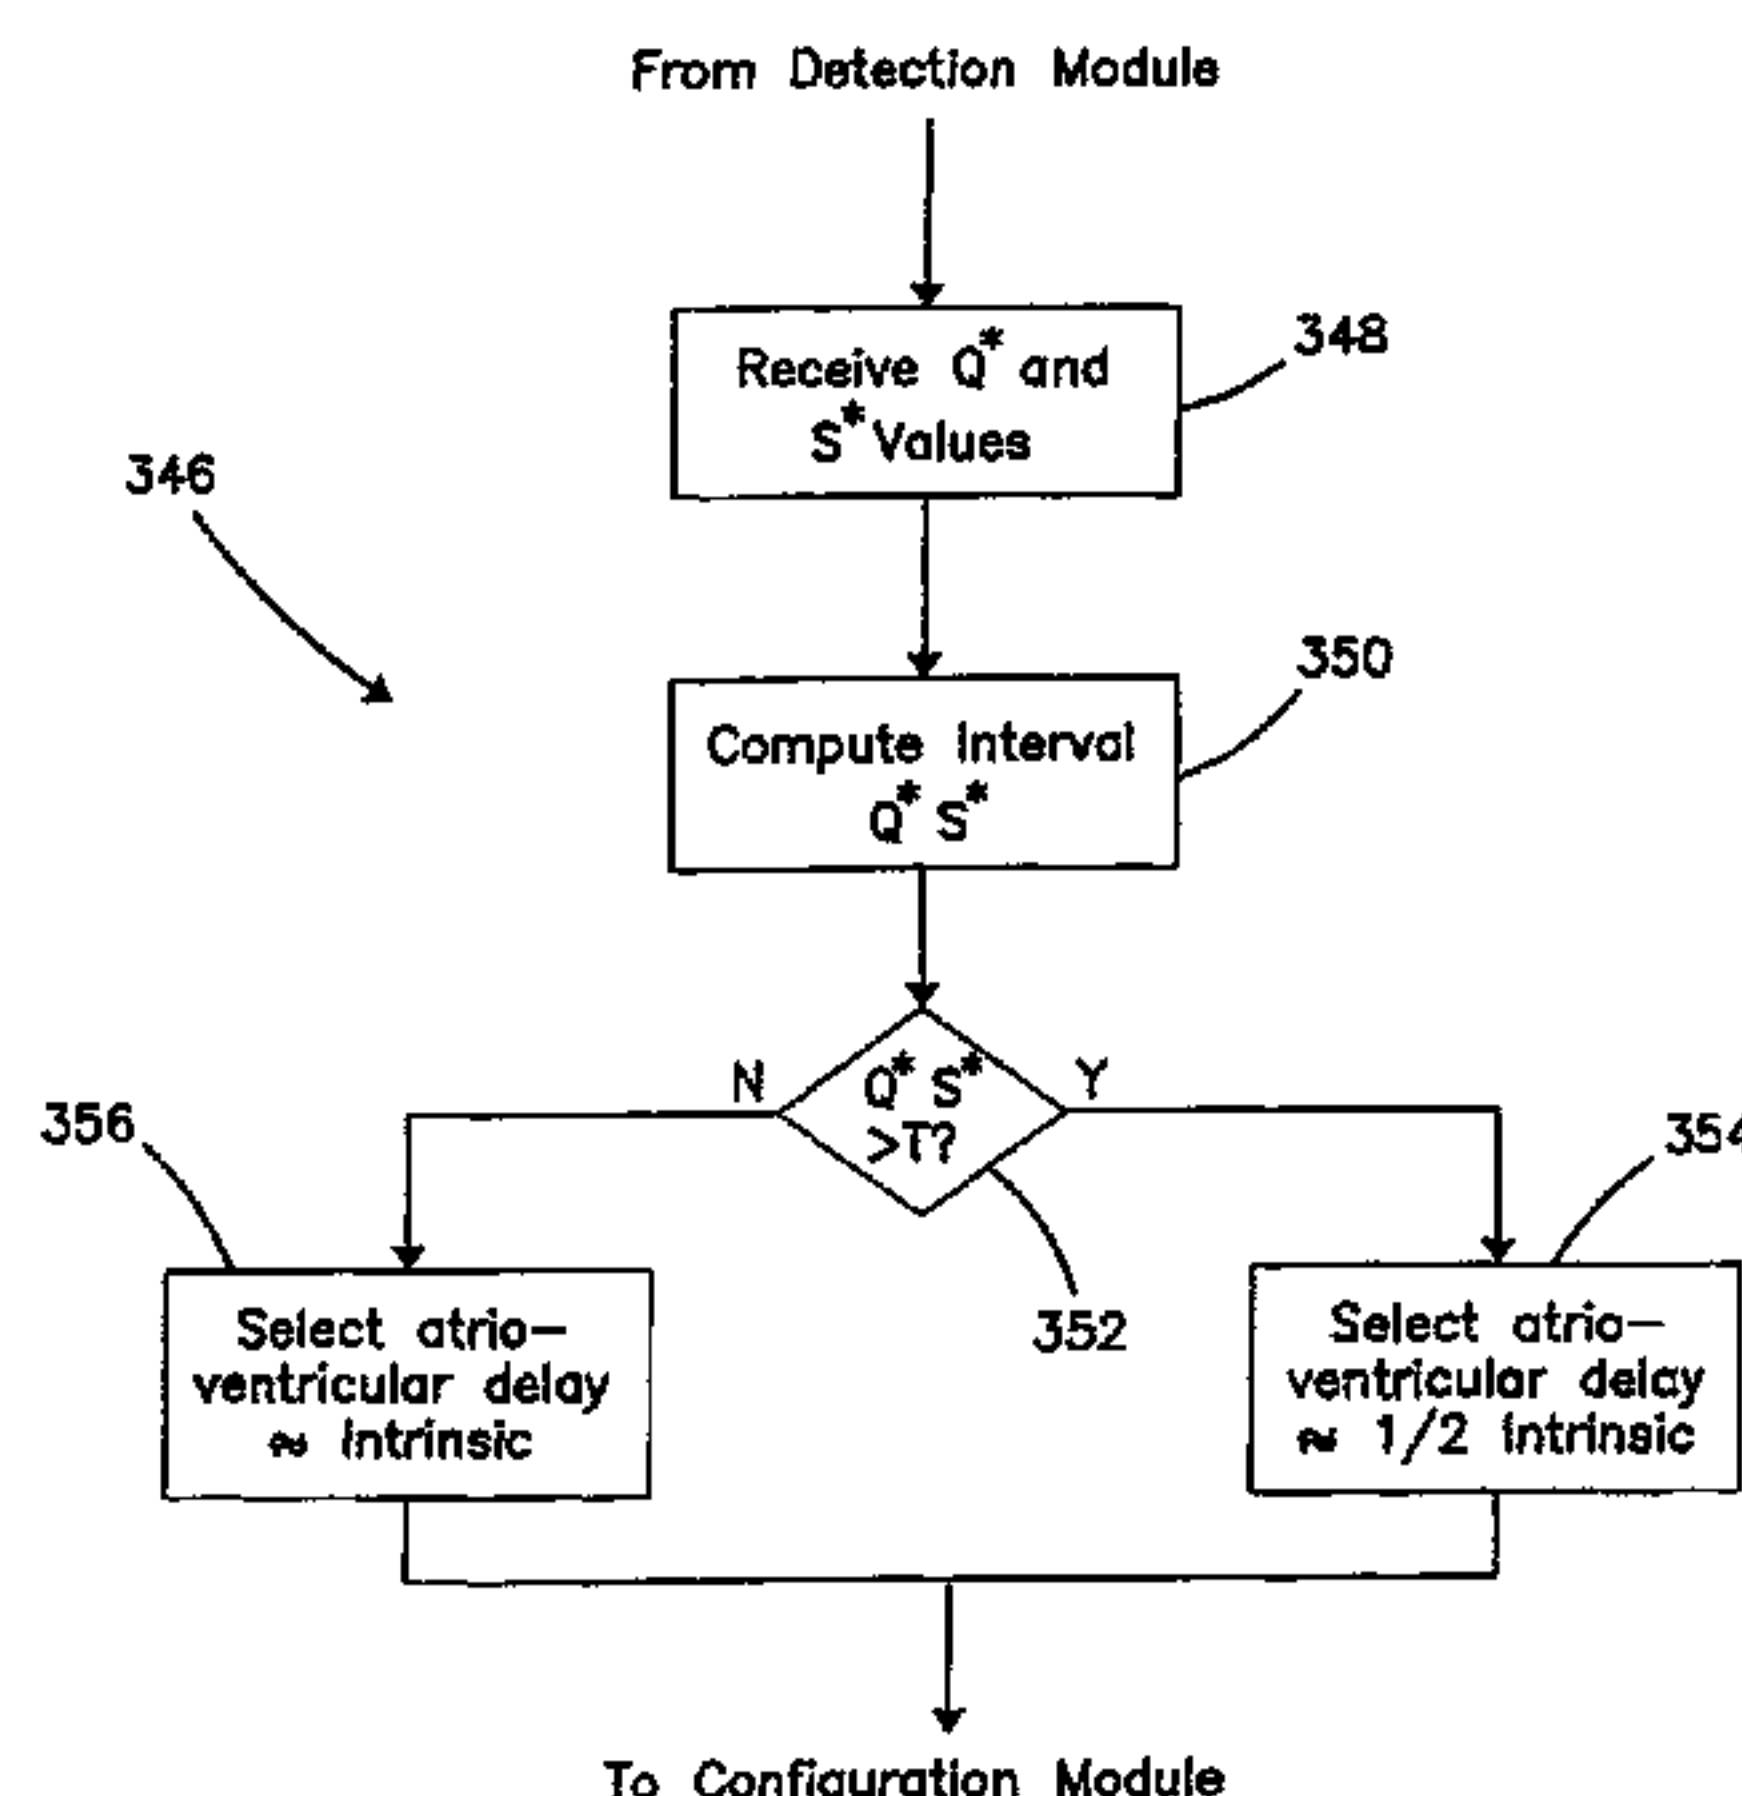 From Detection Module
Receive Q* and
S* Values
348
346
Compute Interval
Q* S*
350
N
Q* S*
>T?
Y
356
354
352
Select atrio-
ventricular delay
≈ Intrinsic
Select atrio-
ventricular delay
≈ 1/2 Intrinsic
To Configuration Module